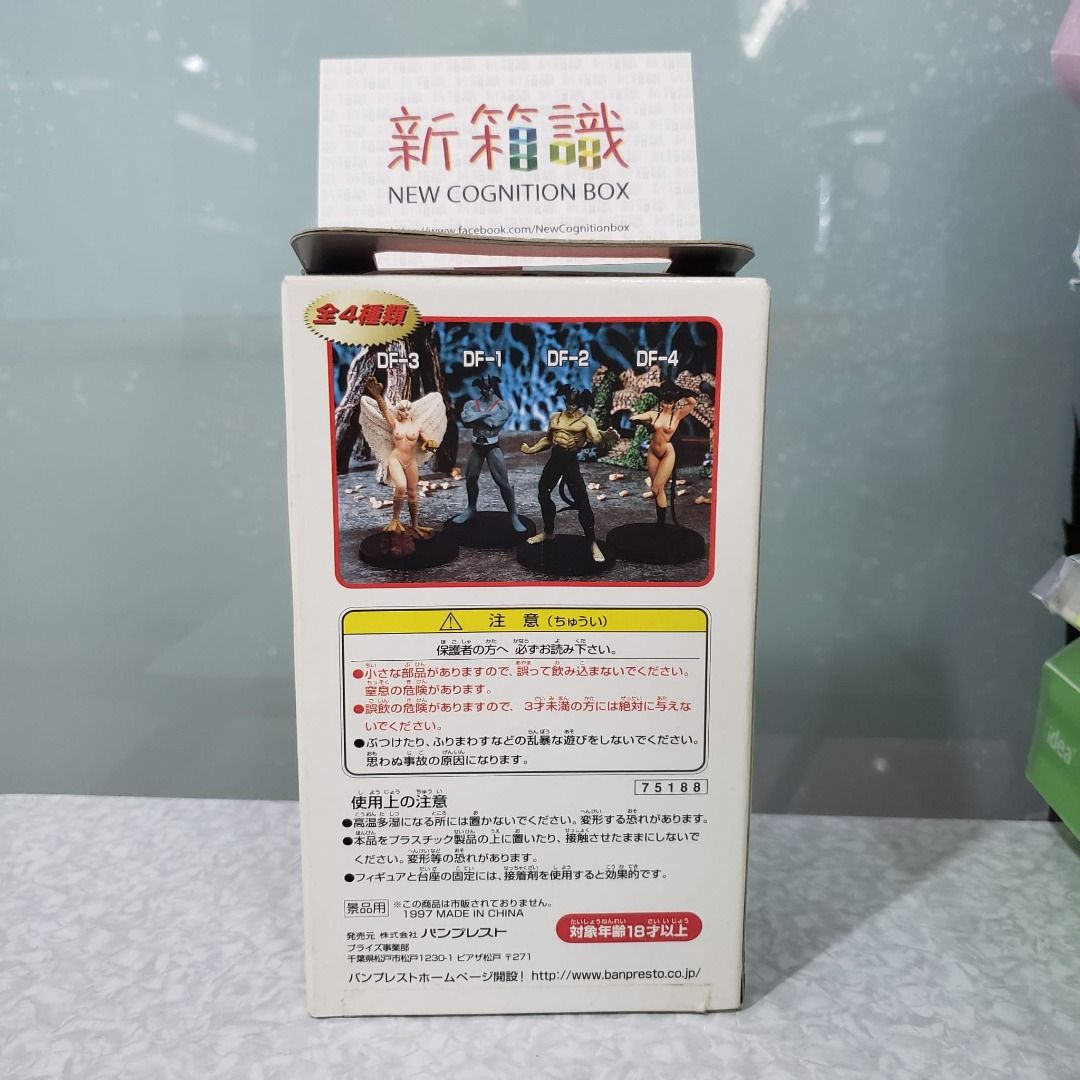 新箱識
NEW COGNITION BOX
www.facebook.com/NewCognitionbox
全4種類
DF-3 DF-1 DF-2 DF-4
⚠ 注意(ちゅうい)
保護者の方へ 必ずお読み下さい。
●小さな部品がありますので、誤って飲み込まないでください。
窒息の危険があります。
●誤飲の危険がありますので、3才未満の方には絶対に与えな
いでください。
●ぶつけたり、ふりまわすなどの乱暴な遊びをしないでください。
思わぬ事故の原因になります。
75188
使用上の注意
●高温多湿になる所には置かないでください。変形する恐れがあります。
●本品をプラスチック製品の上に置いたり、接触させたままにしないで
ください。変形等の恐れがあります。
●フィギュアと台座の固定には、接着剤を使用すると効果的です。
景品用 ※この商品は市販されておりません。
1997 MADE IN CHINA
たいしょうねんれい さいいじょう
対象年齢18才以上
発売元 株式会社 バンプレスト
プライズ事業部
千葉県松戸市松戸1230-1 ピアザ松戸 〒271
バンプレストホームページ開設! http://www.banpresto.co.jp/
idea